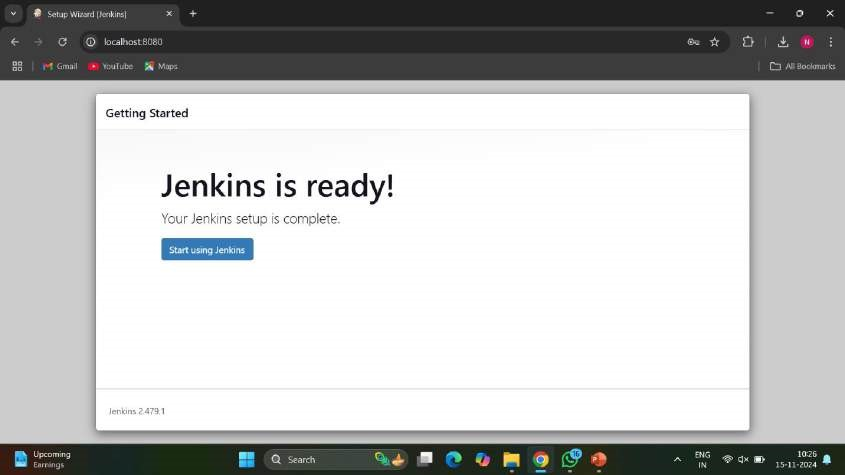 Setup Wizard [Jenkins]
localhost:8080
N
Gmail
YouTube
Maps
All Bookmarks
Getting Started
Jenkins is ready!
Your Jenkins setup is complete.
Start using Jenkins
Jenkins 2.479.1
Upcoming
Earnings
Search
16
ENG
IN
10:26
15-11-2024